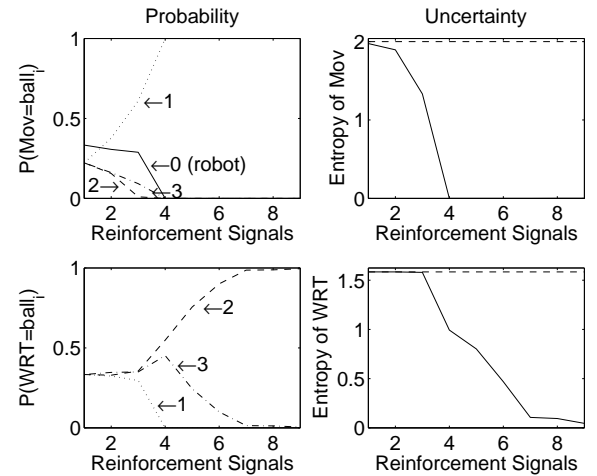 Probability
Uncertainty
P(Mov=ball_i)
1
0.5
0
←1
←0 (robot)
2→
←3
2 4 6 8
Reinforcement Signals
Entropy of Mov
2
1
0
2 4 6 8
Reinforcement Signals
P(WRT=ball_i)
1
0.5
0
←2
←3
←1
2 4 6 8
Reinforcement Signals
Entropy of WRT
1.5
1
0.5
0
2 4 6 8
Reinforcement Signals